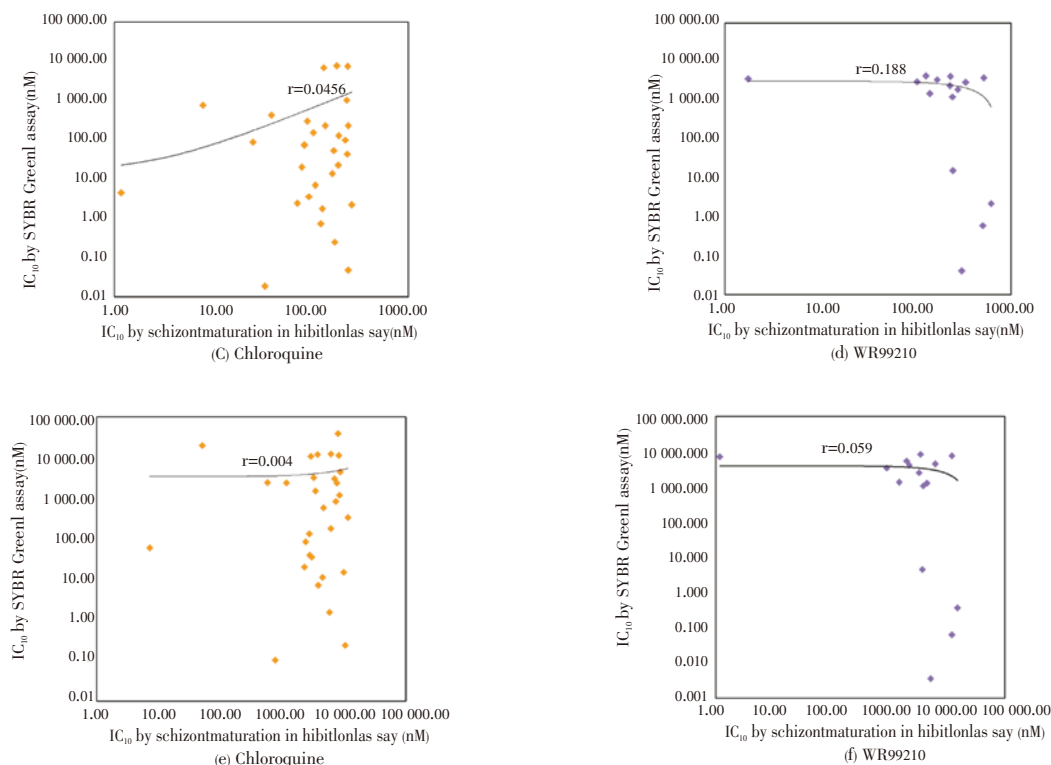 100 000.00
10 000.00
1 000.00
100.00
10.00
1.00
0.10
0.01
IC10 by SYBR Greenl assay(nM)
r=0.0456
1.00 10.00 100.00 1000.00
IC10 by schizontmaturation in hibitlonlas say(nM)
(C) Chloroquine
100 000.00
10 000.00
1 000.00
100.00
10.00
1.00
0.10
0.01
IC10 by SYBR Greenl assay(nM)
r=0.188
1.00 10.00 100.00 1000.00
IC10 by schizontmaturation in hibitlonlas say(nM)
(d) WR99210
100 000.00
10 000.00
1 000.00
100.00
10.00
1.00
0.10
0.01
IC10 by SYBR Greenl assay(nM)
r=0.004
1.00 10.00 100.00 1000.00 10 000.00 100 000.00
IC10 by schizontmaturation in hibitlonlas say (nM)
(e) Chloroquine
100 000.000
10 000.000
1 000.000
100.000
10.000
1.000
0.100
0.010
0.001
IC10 by SYBR Greenl assay(nM)
r=0.059
1.00 10.00 100.00 1000.00 10 000.00 100 000.00
IC10 by schizontmaturation in hibitlonlas say (nM)
(f) WR99210